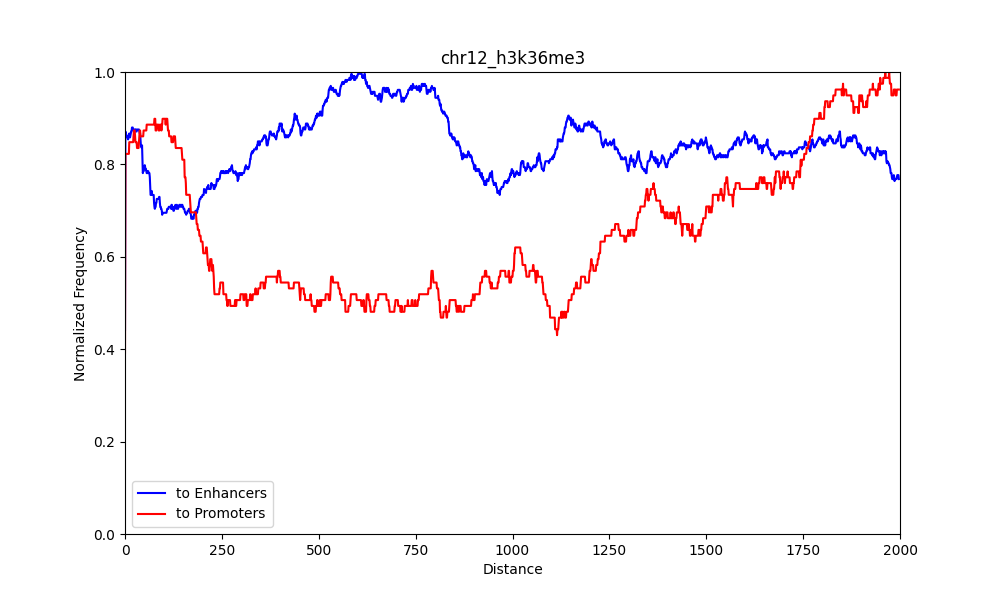 chr12_h3k36me3
1.0
0.8
0.6
0.4
0.2
0.0
Normalized Frequency
to Enhancers
to Promoters
0 250 500 750 1000 1250 1500 1750 2000
Distance